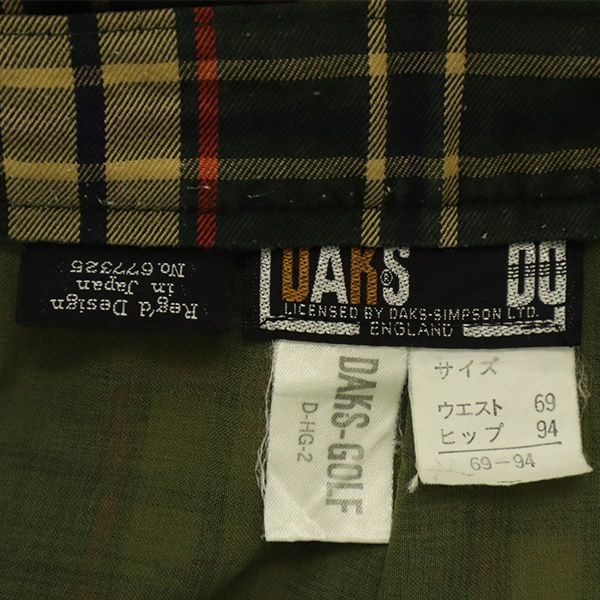 Reg'd Design
in Japan
No.677325
DAKS DO
LICENSED BY DAKS-SIMPSON LTD.
ENGLAND
DAKS-GOLF
D-HG-2
サイズ
ウエスト 69
ヒップ 94
69-94